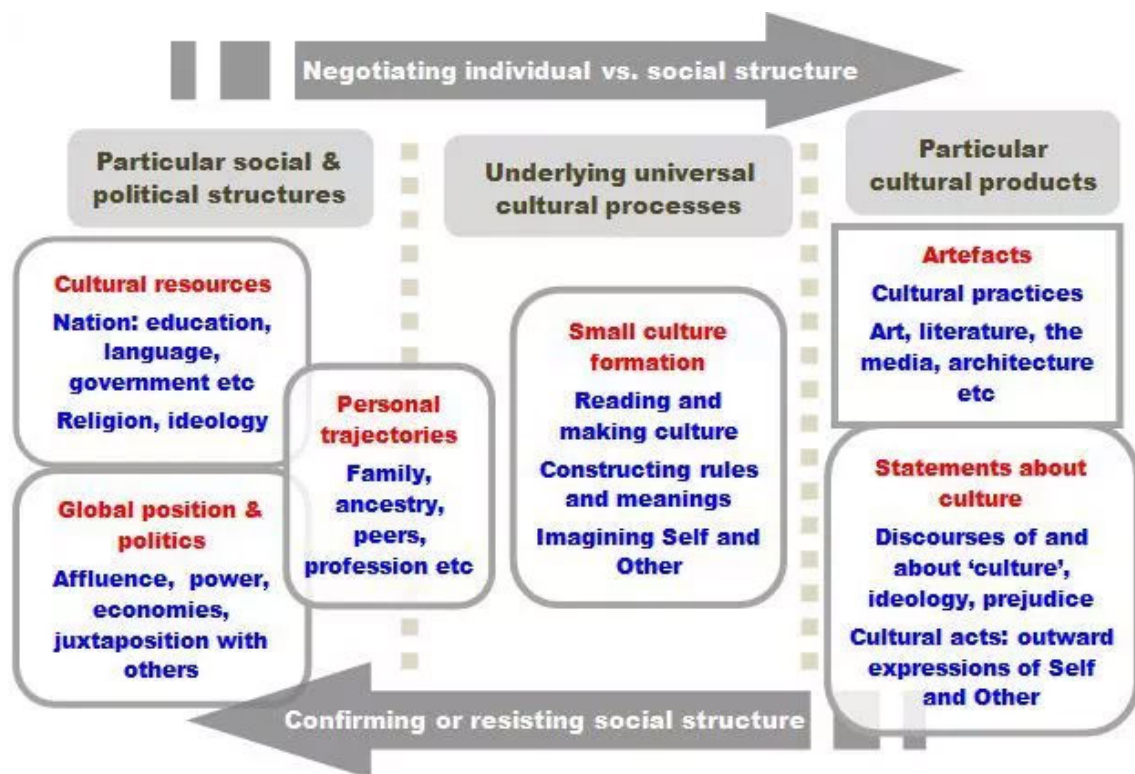 Negotiating individual vs. social structure
Particular social &
political structures
Underlying universal
cultural processes
Particular
cultural products
Cultural resources
Nation: education,
language,
government etc
Religion, ideology
Global position &
politics
Affluence, power,
economies,
juxtaposition with
others
Personal
trajectories
Family,
ancestry,
peers,
profession etc
Small culture
formation
Reading and
making culture
Constructing rules
and meanings
Imagining Self and
Other
Artefacts
Cultural practices
Art, literature, the
media, architecture
etc
Statements about
culture
Discourses of and
about ‘culture’,
ideology, prejudice
Cultural acts: outward
expressions of Self
and Other
Confirming or resisting social structure